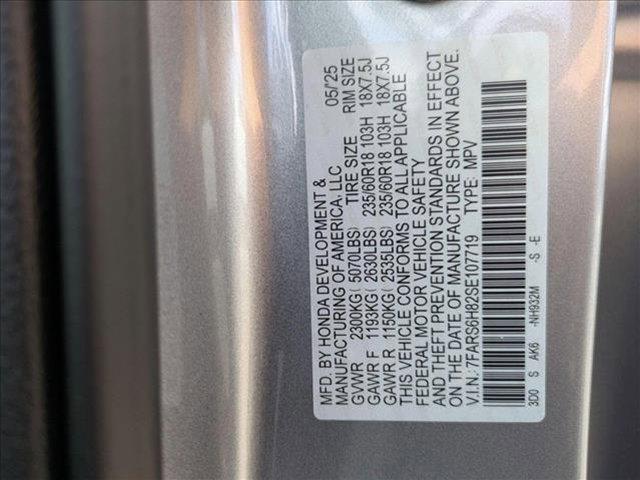 MFD. BY HONDA DEVELOPMENT & 05/'25
MANUFACTURING OF AMERICA, LLC
GVWR 2300KG( 5070LBS) TIRE SIZE RIM SIZE
GAWR F 1193KG( 2630LBS) 235/60R18 103H 18X7.5J
GAWR R 1150KG( 2535LBS) 235/60R18 103H 18X7.5J
THIS VEHICLE CONFORMS TO ALL APPLICABLE
FEDERAL MOTOR VEHICLE SAFETY
AND THEFT PREVENTION STANDARDS IN EFFECT
ON THE DATE OF MANUFACTURE SHOWN ABOVE.
V.I.N.: 7FARS6H82SE107719 TYPE: MPV
3D0 S AK6 -NH932M -S -E